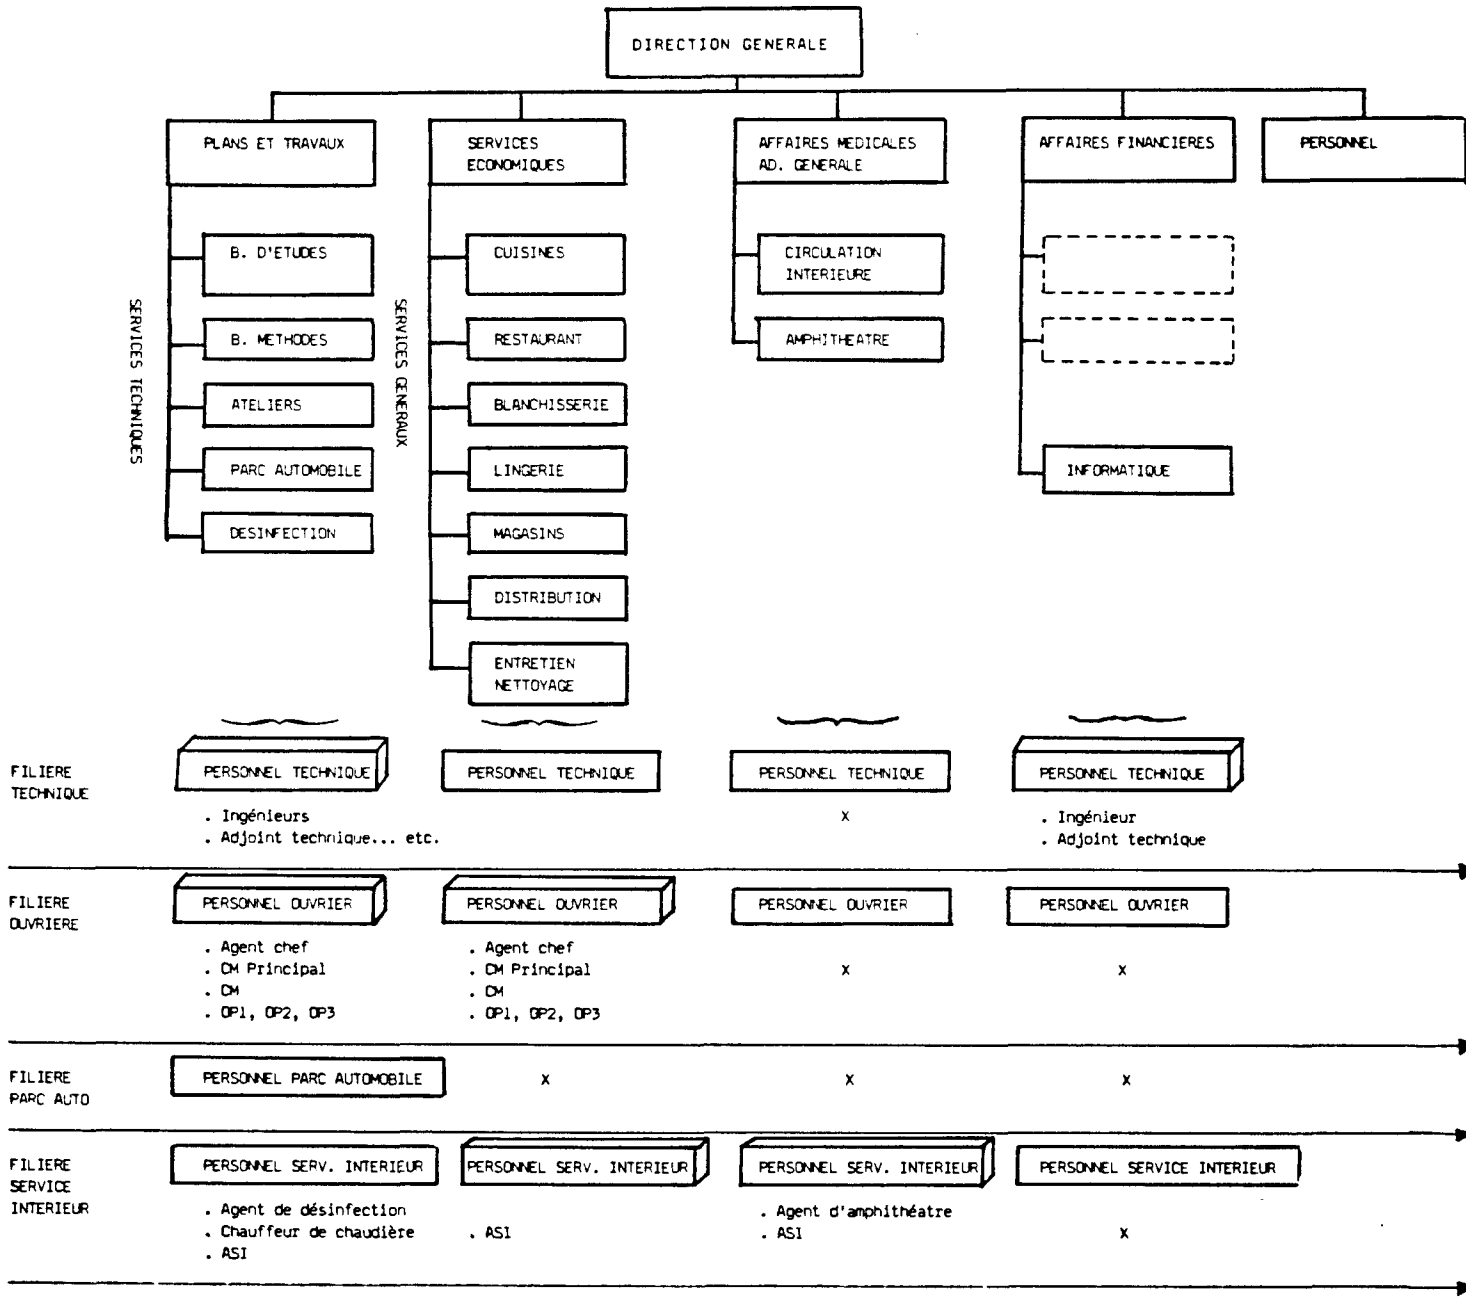 DIRECTION GENERALE
PLANS ET TRAVAUX
SERVICES
ECONOMIQUES
AFFAIRES MEDICALES
AD. GENERALE
AFFAIRES FINANCIERES
PERSONNEL
SERVICES TECHNIQUES
B. D'ETUDES
B. METHODES
ATELIERS
PARC AUTOMOBILE
DESINFECTION
SERVICES GENERAUX
CUISINES
RESTAURANT
BLANCHISSERIE
LINGERIE
MAGASINS
DISTRIBUTION
ENTRETIEN
NETTOYAGE
CIRCULATION
INTERIEURE
AMPHITHEATRE
INFORMATIQUE
FILIERE
TECHNIQUE
PERSONNEL TECHNIQUE
. Ingénieurs
. Adjoint technique... etc.
PERSONNEL TECHNIQUE
PERSONNEL TECHNIQUE
x
PERSONNEL TECHNIQUE
. Ingénieur
. Adjoint technique
FILIERE
OUVRIERE
PERSONNEL OUVRIER
. Agent chef
. CM Principal
. CM
. OP1, OP2, OP3
PERSONNEL OUVRIER
. Agent chef
. CM Principal
. CM
. OP1, OP2, OP3
PERSONNEL OUVRIER
x
PERSONNEL OUVRIER
x
FILIERE
PARC AUTO
PERSONNEL PARC AUTOMOBILE
x
x
x
FILIERE
SERVICE
INTERIEUR
PERSONNEL SERV. INTERIEUR
. Agent de désinfection
. Chauffeur de chaudière
. ASI
PERSONNEL SERV. INTERIEUR
. ASI
PERSONNEL SERV. INTERIEUR
. Agent d'amphithéatre
. ASI
PERSONNEL SERVICE INTERIEUR
x